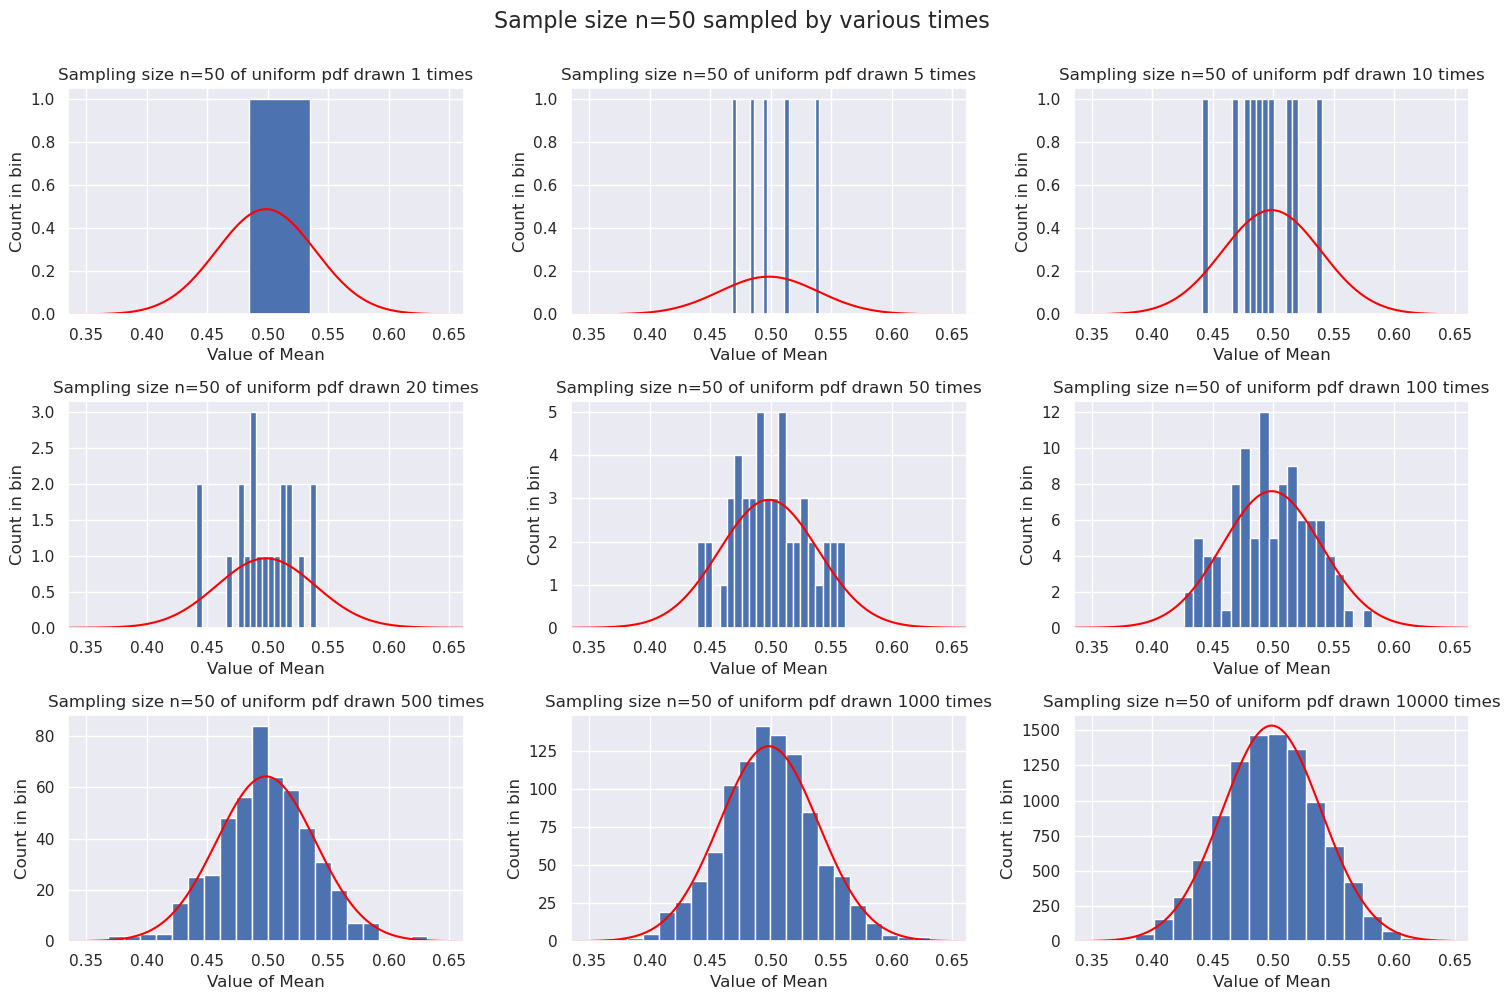 Sample size n=50 sampled by various times
Sampling size n=50 of uniform pdf drawn 1 times
1.0
0.8
0.6
0.4
0.2
0.0
Count in bin
0.35 0.40 0.45 0.50 0.55 0.60 0.65
Value of Mean
Sampling size n=50 of uniform pdf drawn 5 times
1.0
0.8
0.6
0.4
0.2
0.0
Count in bin
0.35 0.40 0.45 0.50 0.55 0.60 0.65
Value of Mean
Sampling size n=50 of uniform pdf drawn 10 times
1.0
0.8
0.6
0.4
0.2
0.0
Count in bin
0.35 0.40 0.45 0.50 0.55 0.60 0.65
Value of Mean
Sampling size n=50 of uniform pdf drawn 20 times
3.0
2.5
2.0
1.5
1.0
0.5
0.0
Count in bin
0.35 0.40 0.45 0.50 0.55 0.60 0.65
Value of Mean
Sampling size n=50 of uniform pdf drawn 50 times
5
4
3
2
1
0
Count in bin
0.35 0.40 0.45 0.50 0.55 0.60 0.65
Value of Mean
Sampling size n=50 of uniform pdf drawn 100 times
12
10
8
6
4
2
0
Count in bin
0.35 0.40 0.45 0.50 0.55 0.60 0.65
Value of Mean
Sampling size n=50 of uniform pdf drawn 500 times
80
60
40
20
0
Count in bin
0.35 0.40 0.45 0.50 0.55 0.60 0.65
Value of Mean
Sampling size n=50 of uniform pdf drawn 1000 times
125
100
75
50
25
0
Count in bin
0.35 0.40 0.45 0.50 0.55 0.60 0.65
Value of Mean
Sampling size n=50 of uniform pdf drawn 10000 times
1500
1250
1000
750
500
250
0
Count in bin
0.35 0.40 0.45 0.50 0.55 0.60 0.65
Value of Mean